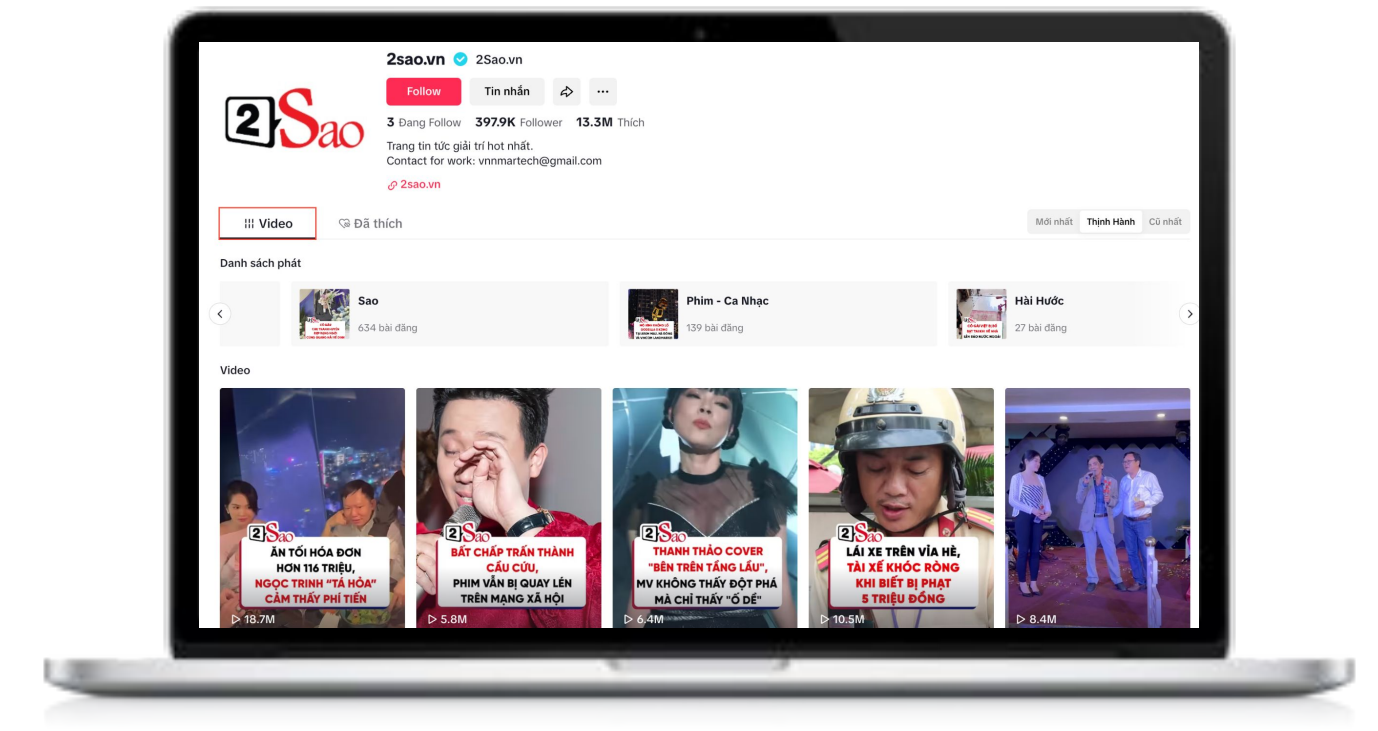 2sao.vn 2Sao.vn
2Sao
Follow Tin nhắn
3 Đang Follow 397.9K Follower 13.3M Thích
Trang tin tức giải trí hot nhất.
Contact for work: vnnmartech@gmail.com
2sao.vn
Video Đã thích Mới nhất Thịnh Hành Cũ nhất
Danh sách phát
Sao
634 bài đăng
Phim - Ca Nhạc
139 bài đăng
Hài Hước
27 bài đăng
Video
2Sao
ĂN TỐI HÓA ĐƠN
HƠN 116 TRIỆU,
NGỌC TRINH "TÁ HỎA"
CẢM THẤY PHÍ TIỀN
18.7M
2Sao
BẤT CHẤP TRẤN THÀNH
CẦU CỨU,
PHIM VẪN BỊ QUAY LÉN
TRÊN MẠNG XÃ HỘI
5.8M
2Sao
THANH THẢO COVER
"BÊN TRÊN TẦNG LẦU",
MV KHÔNG THẤY ĐỘT PHÁ
MÀ CHỈ THẤY "Ố DỀ"
6.4M
2Sao
LÁI XE TRÊN VỈA HÈ,
TÀI XẾ KHÓC RÒNG
KHI BIẾT BỊ PHẠT
5 TRIỆU ĐỒNG
10.5M
8.4M